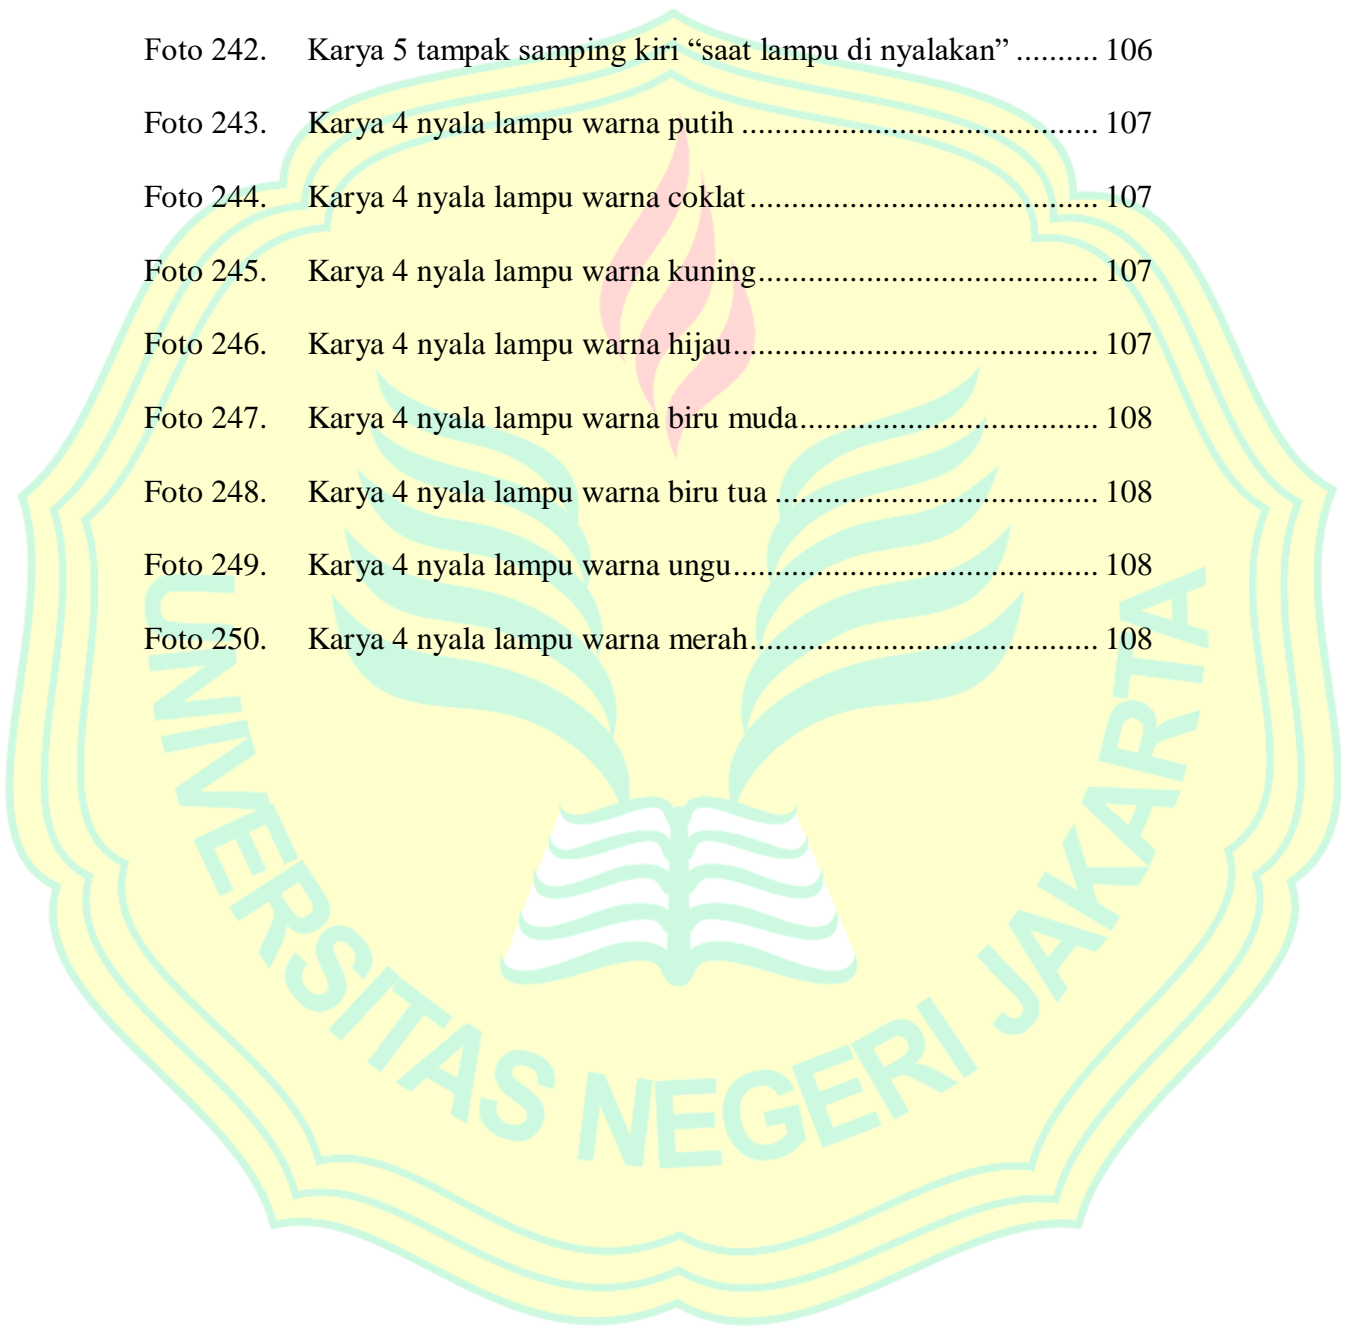 Foto 242. Karya 5 tampak samping kiri “saat lampu di nyalakan” .......... 106
Foto 243. Karya 4 nyala lampu warna putih ........................................... 107
Foto 244. Karya 4 nyala lampu warna coklat .......................................... 107
Foto 245. Karya 4 nyala lampu warna kuning......................................... 107
Foto 246. Karya 4 nyala lampu warna hijau............................................ 107
Foto 247. Karya 4 nyala lampu warna biru muda.................................... 108
Foto 248. Karya 4 nyala lampu warna biru tua ....................................... 108
Foto 249. Karya 4 nyala lampu warna ungu............................................ 108
Foto 250. Karya 4 nyala lampu warna merah.......................................... 108
UNIVERSITAS NEGERI JAKARTA